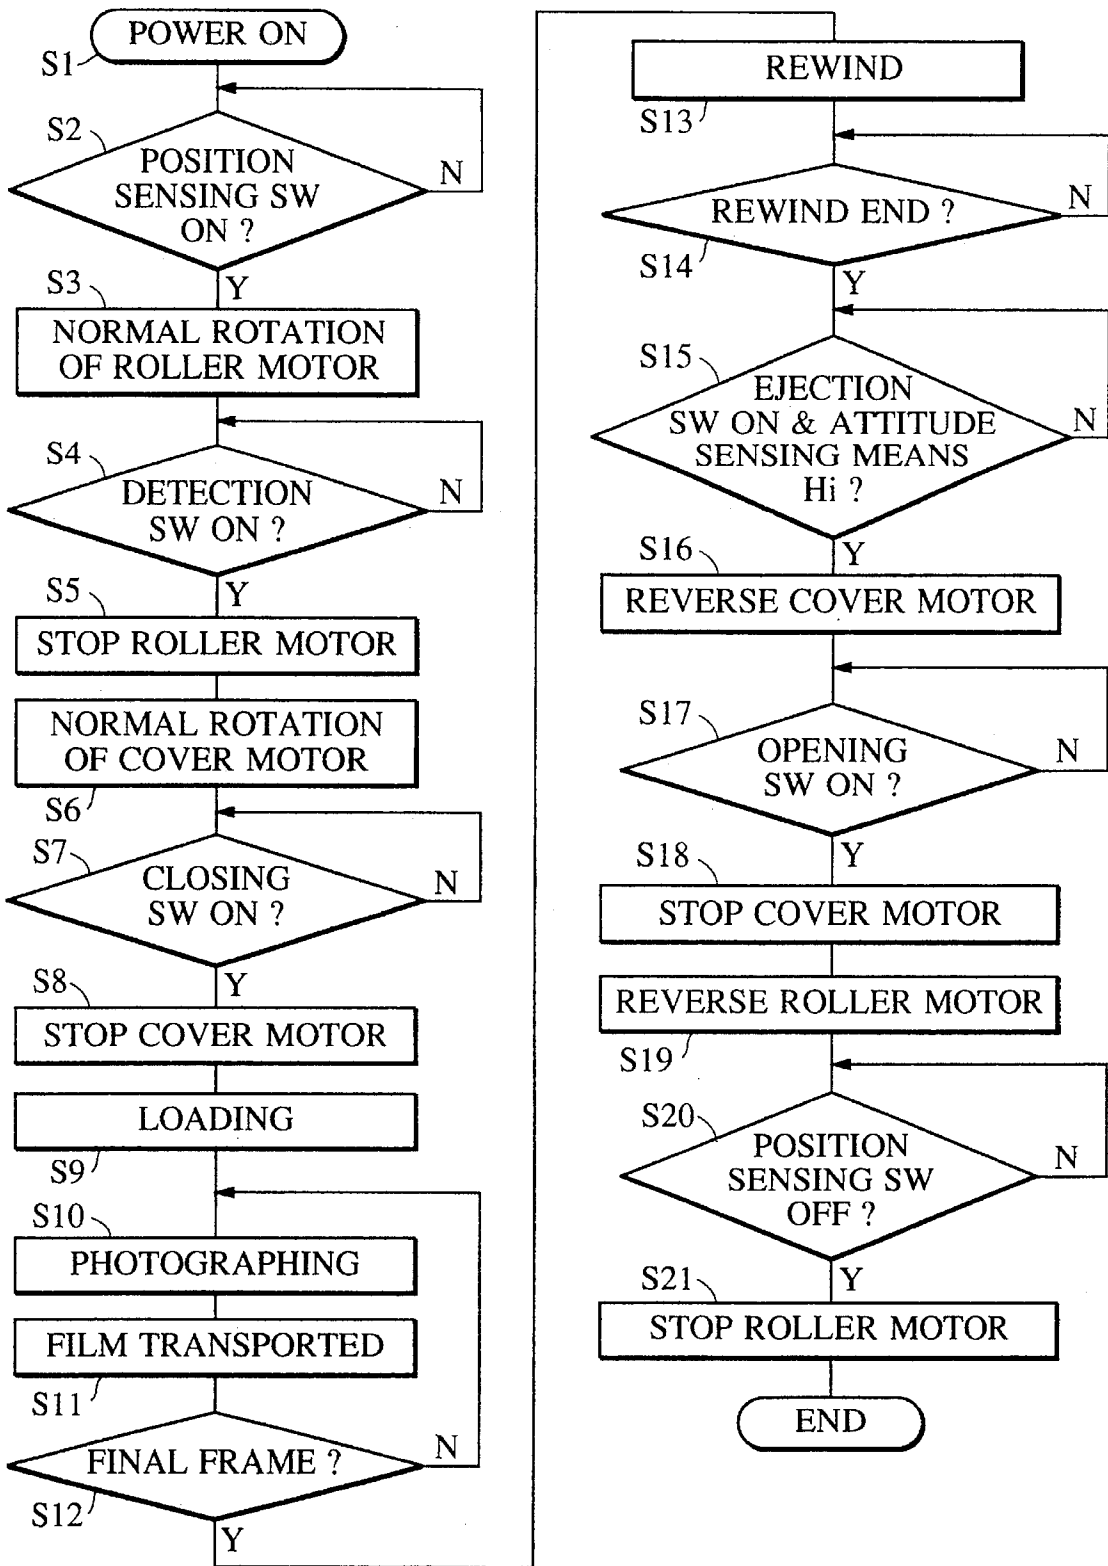 POWER ON
S1
S2
POSITION
SENSING SW
ON ?
N
Y
S3
NORMAL ROTATION
OF ROLLER MOTOR
S4
DETECTION
SW ON ?
N
Y
S5
STOP ROLLER MOTOR
NORMAL ROTATION
OF COVER MOTOR
S6
S7
CLOSING
SW ON ?
N
Y
S8
STOP COVER MOTOR
LOADING
S9
S10
PHOTOGRAPHING
FILM TRANSPORTED
S11
FINAL FRAME ?
N
S12
Y
REWIND
S13
REWIND END ?
N
S14
Y
S15
EJECTION
SW ON & ATTITUDE
SENSING MEANS
Hi ?
N
Y
S16
REVERSE COVER MOTOR
S17
OPENING
SW ON ?
N
Y
S18
STOP COVER MOTOR
REVERSE ROLLER MOTOR
S19
S20
POSITION
SENSING SW
OFF ?
N
Y
S21
STOP ROLLER MOTOR
END